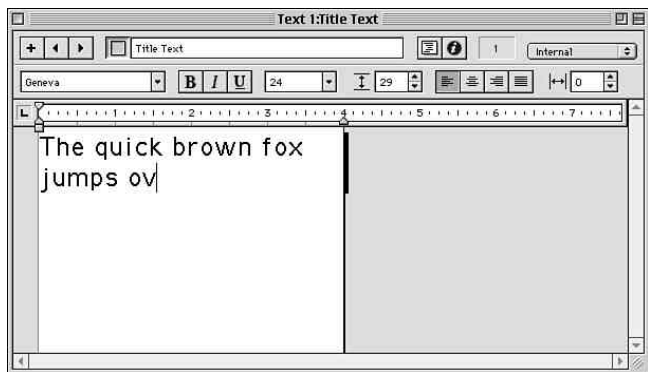 Text 1:Title Text
Title Text
1
Internal
Geneva
B I U
24
29
0
1 2 3 4 5 6 7
The quick brown fox
jumps ov